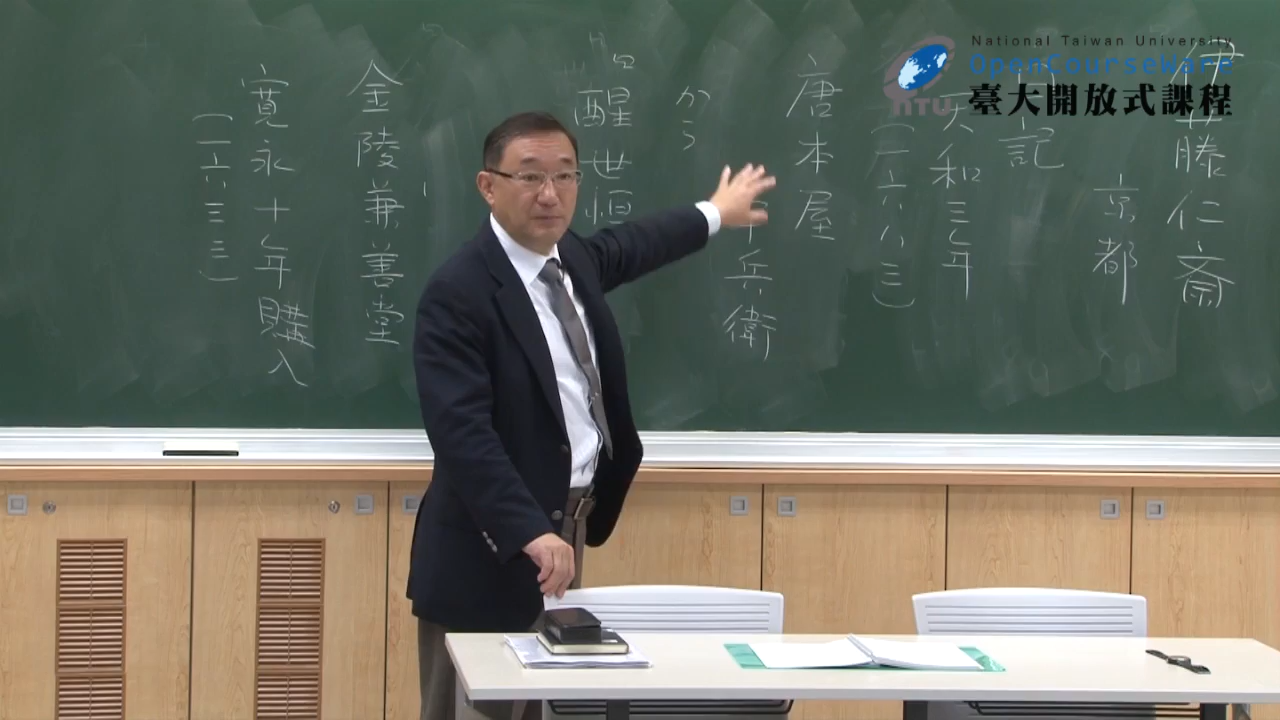 National Taiwan University
OpenCourseWare
臺大開放式課程
NTU
伊藤仁斎
京都
日記
天和三年
(一六八三)
唐本屋
兵衛
から
醒世恒
金陵兼善堂
寛永十年購入
(一六三三)